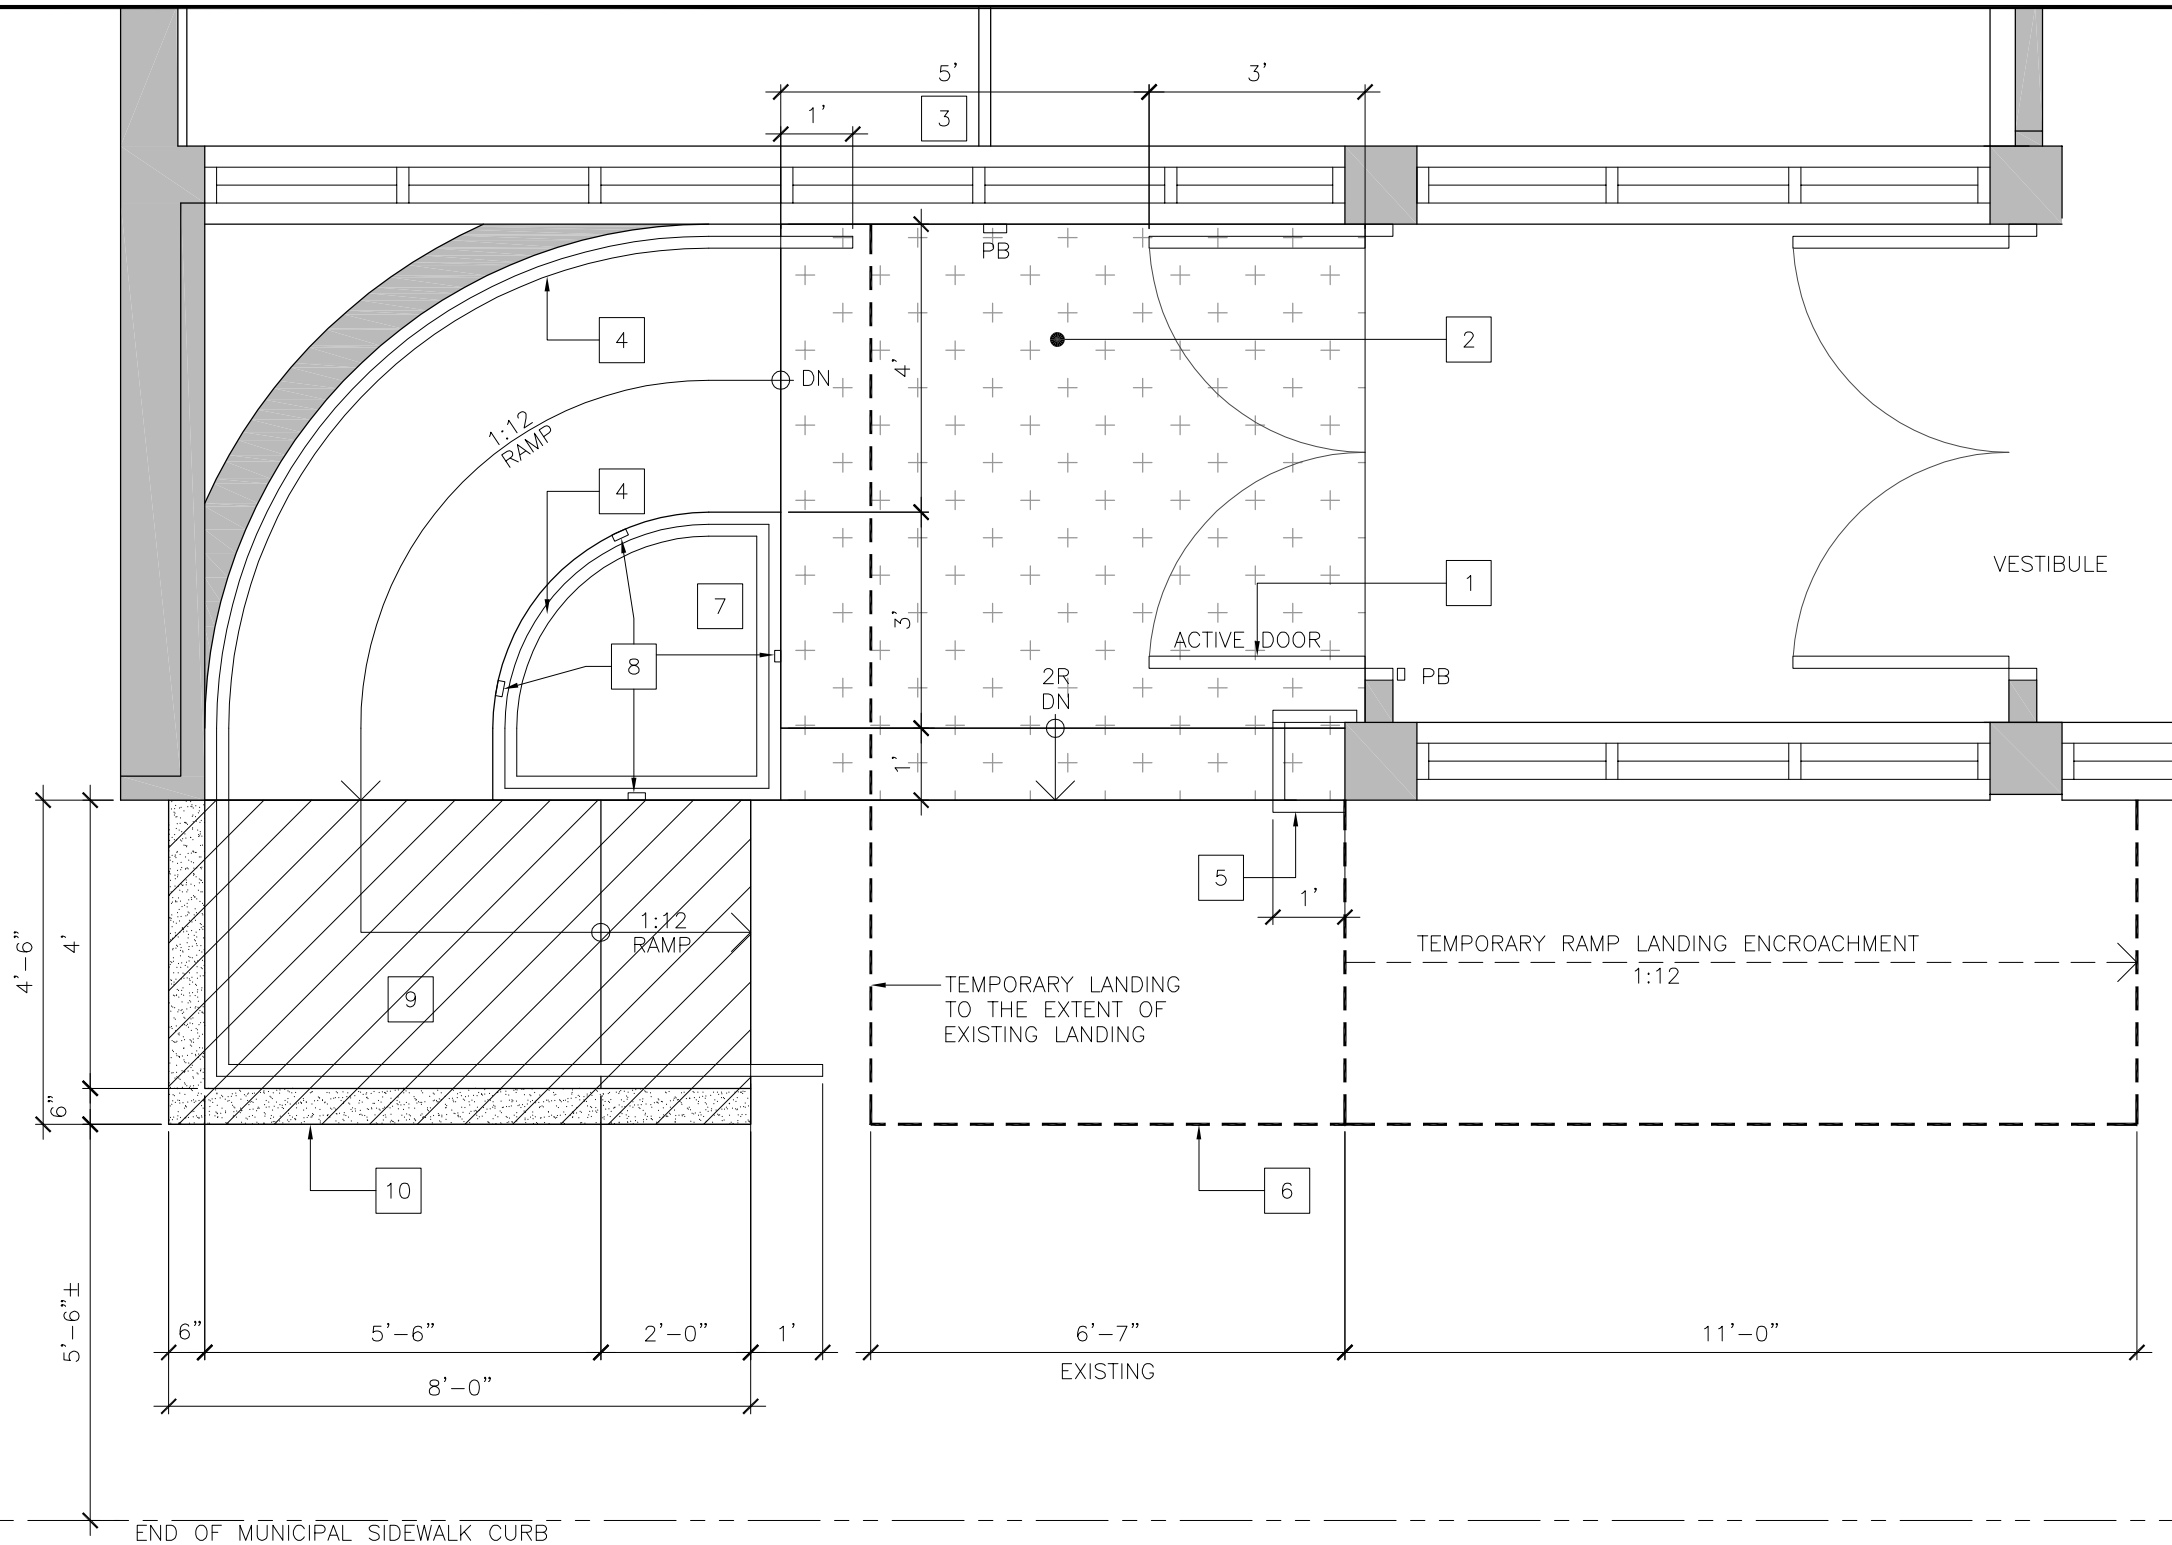 5'
3'
1'
3
PB
4
2
4'
DN
1:12
RAMP
4
7
1
VESTIBULE
3'
ACTIVE DOOR
8
2R
DN
PB
1'
5
1'
4'-6"
4'
1:12
RAMP
TEMPORARY RAMP LANDING ENCROACHMENT
1:12
9
TEMPORARY LANDING
TO THE EXTENT OF
EXISTING LANDING
6"
10
6
5'-6"±
6"
5'-6"
2'-0"
1'
6'-7"
11'-0"
EXISTING
8'-0"
END OF MUNICIPAL SIDEWALK CURB